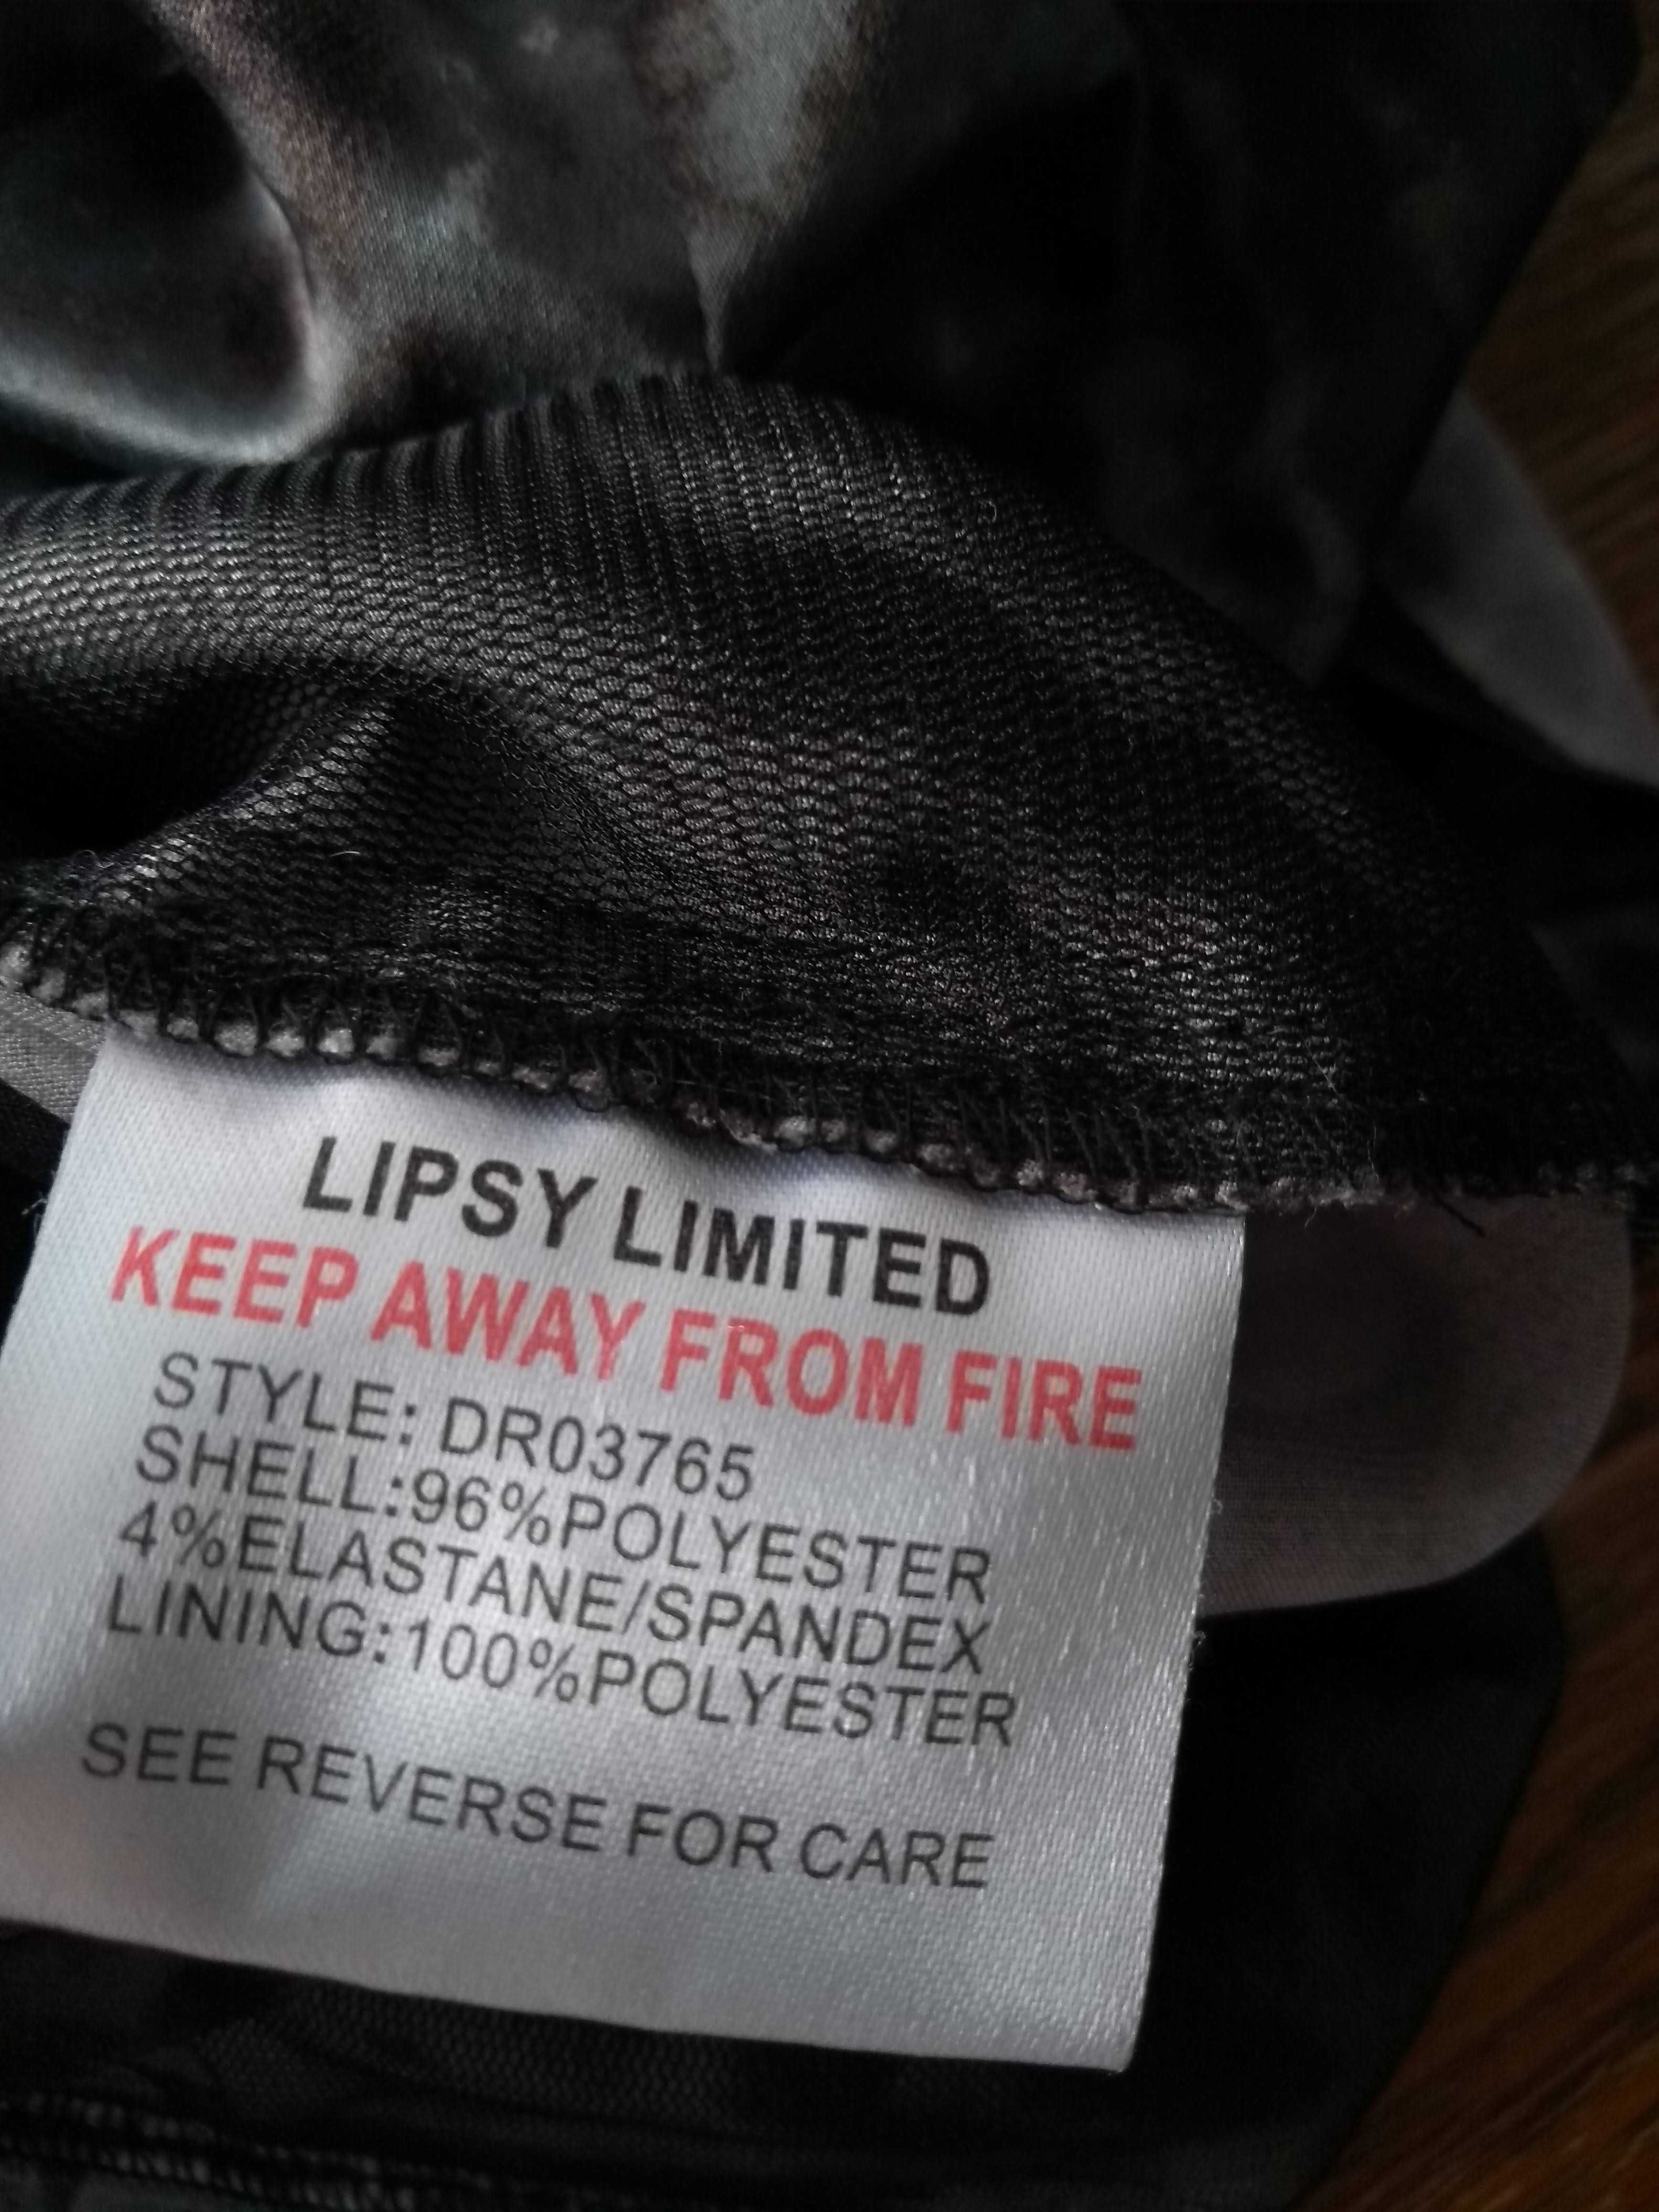 LIPSY LIMITED
KEEP AWAY FROM FIRE
STYLE: DR03765
SHELL:96%POLYESTER
4%ELASTANE/SPANDEX
LINING:100%POLYESTER
SEE REVERSE FOR CARE